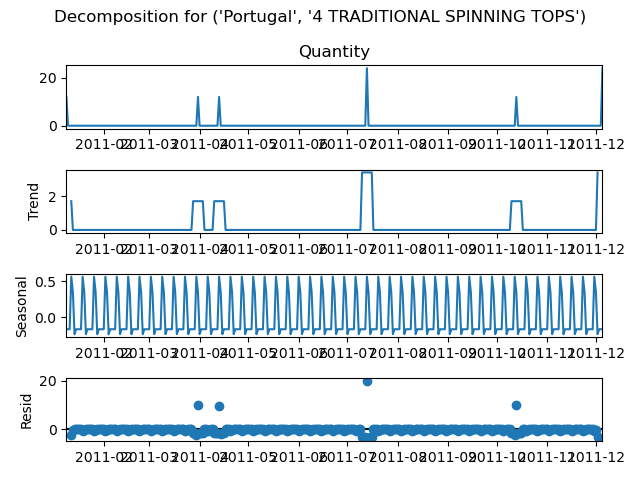 Decomposition for ('Portugal', '4 TRADITIONAL SPINNING TOPS')
Quantity
20
0
2011-02 2011-03 2011-04 2011-05 2011-06 2011-07 2011-08 2011-09 2011-10 2011-11 2011-12
Trend
2
0
2011-02 2011-03 2011-04 2011-05 2011-06 2011-07 2011-08 2011-09 2011-10 2011-11 2011-12
Seasonal
0.5
0.0
2011-02 2011-03 2011-04 2011-05 2011-06 2011-07 2011-08 2011-09 2011-10 2011-11 2011-12
Resid
20
0
2011-02 2011-03 2011-04 2011-05 2011-06 2011-07 2011-08 2011-09 2011-10 2011-11 2011-12